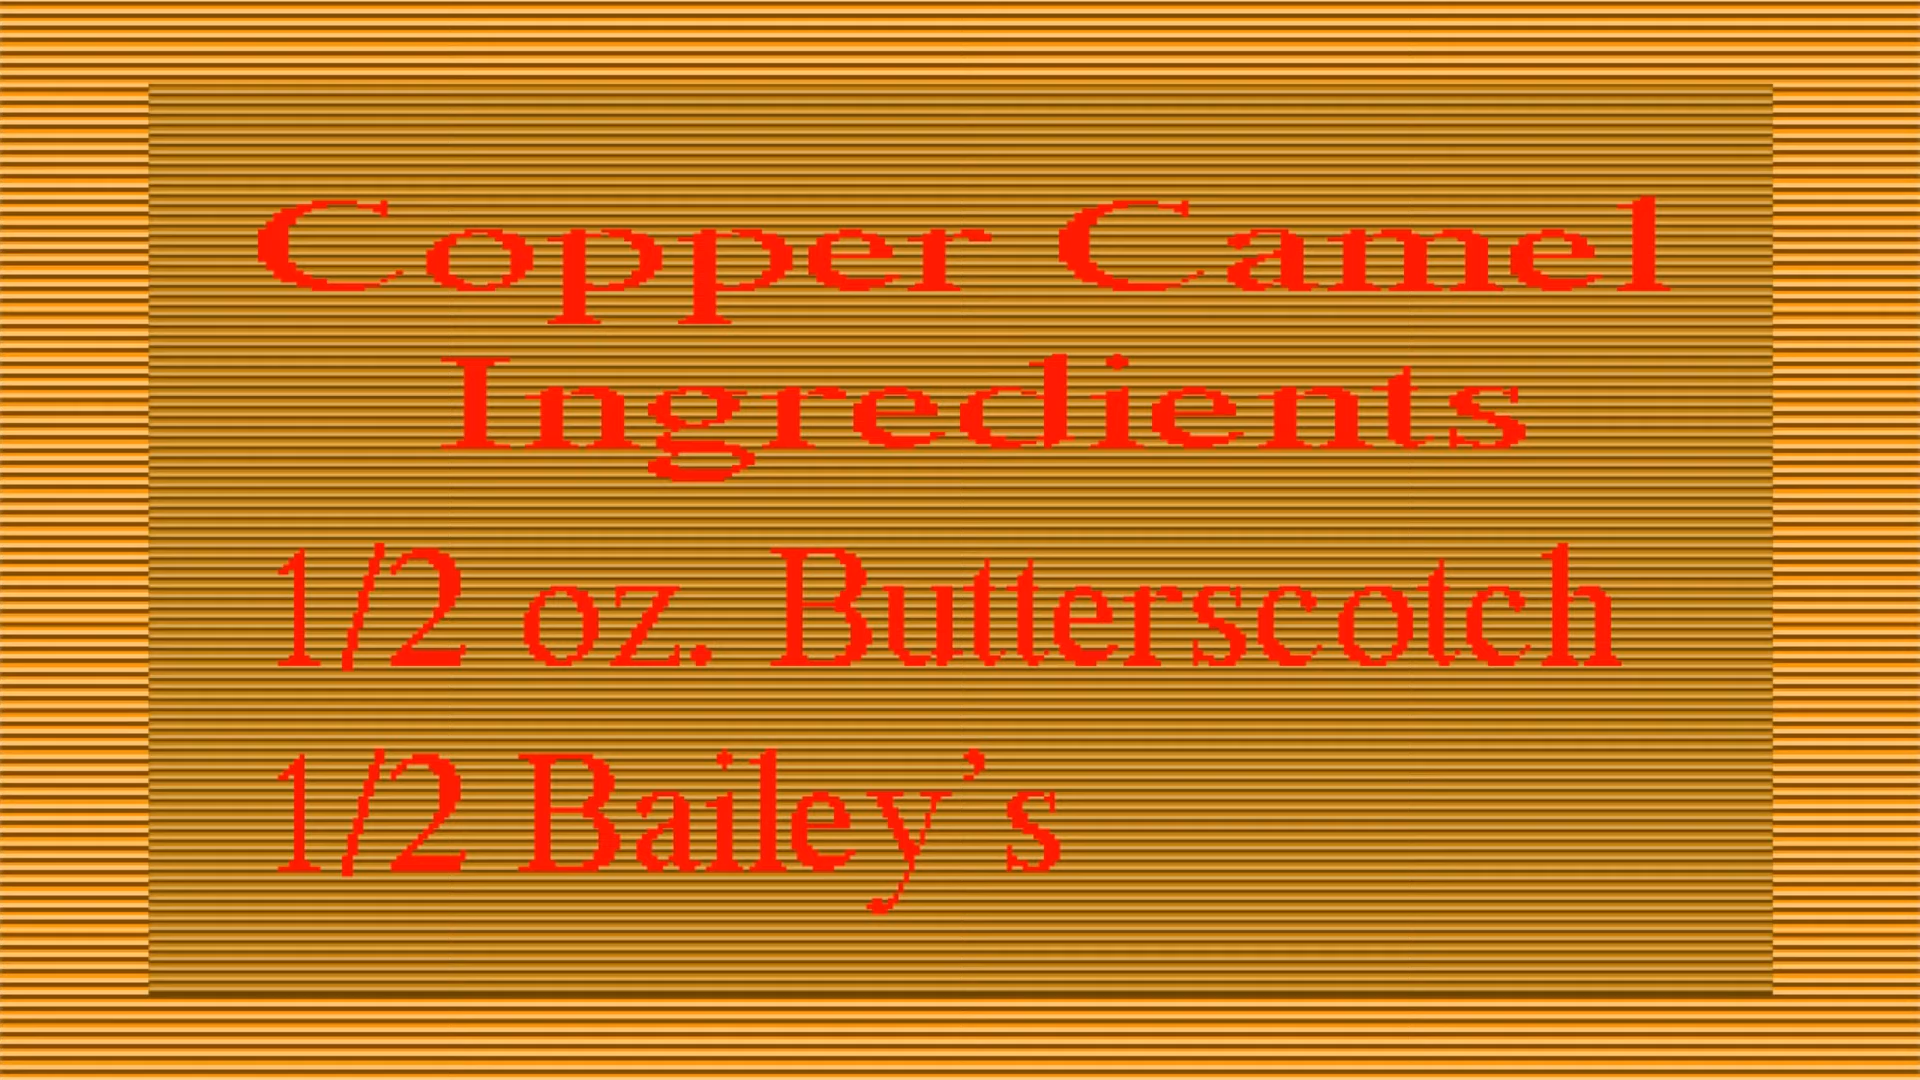 Copper Camel
Ingredients
1/2 oz. Butterscotch
1/2 Bailey’s